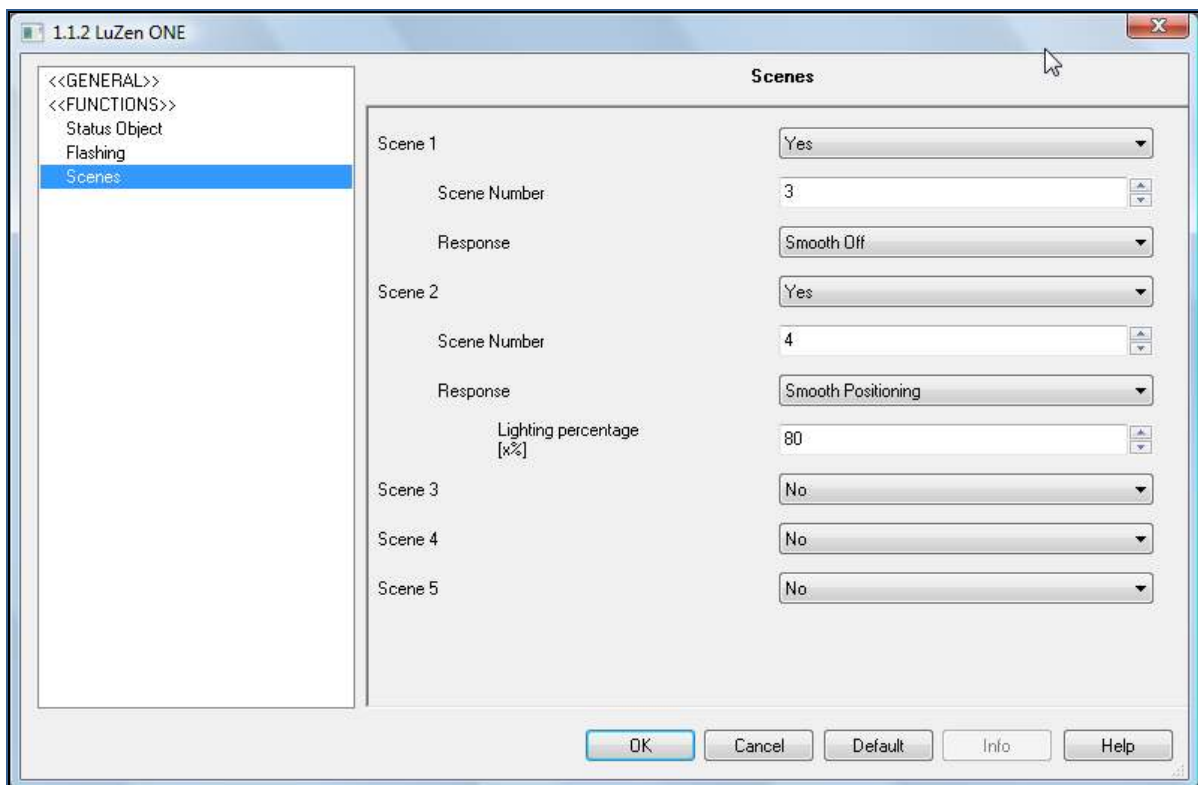 1.1.2 LuZen ONE
<<GENERAL>>
<<FUNCTIONS>>
Status Object
Flashing
Scenes
Scenes
Scene 1
Yes
Scene Number
3
Response
Smooth Off
Scene 2
Yes
Scene Number
4
Response
Smooth Positioning
Lighting percentage
[x%]
80
Scene 3
No
Scene 4
No
Scene 5
No
OK
Cancel
Default
Info
Help